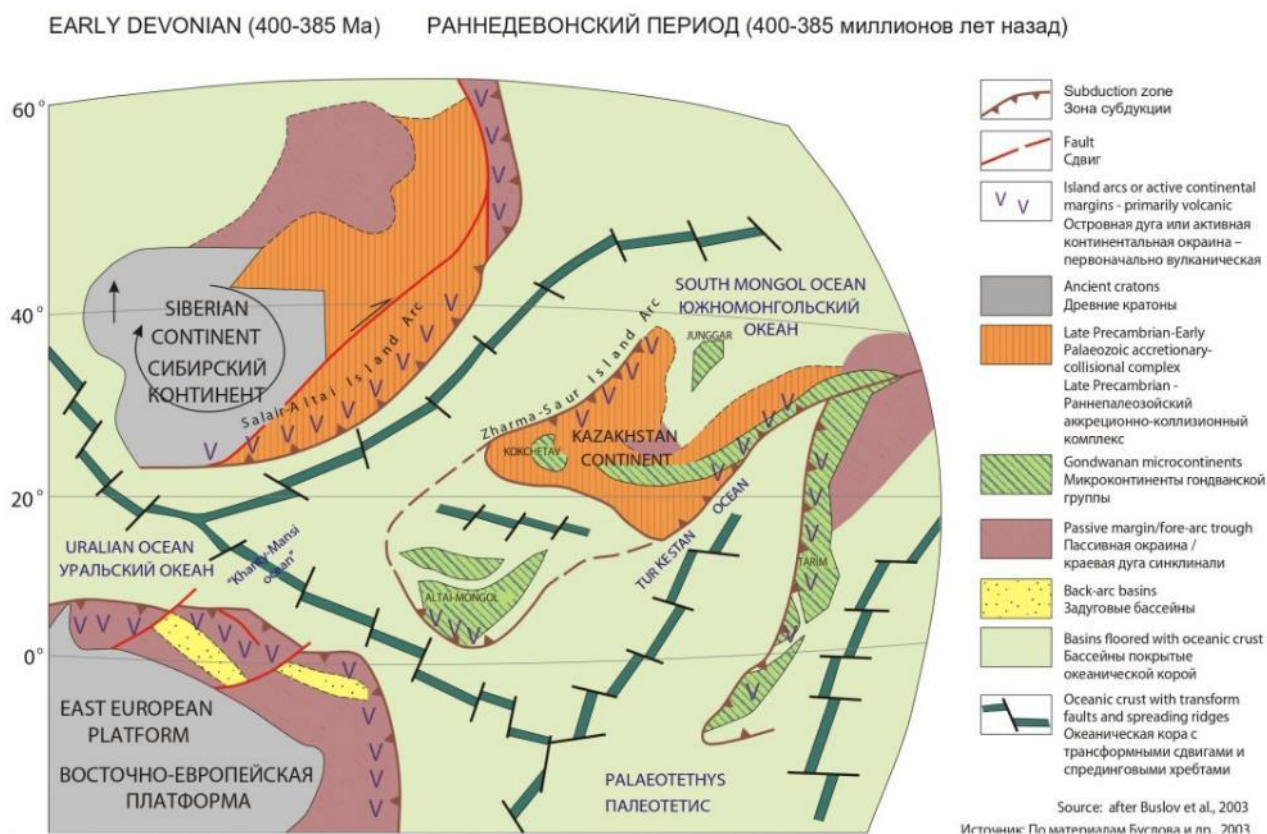 EARLY DEVONIAN (400-385 Ma) РАННЕДЕВОНСКИЙ ПЕРИОД (400-385 миллионов лет назад)
60°
40°
20°
0°
SIBERIAN
CONTINENT
СИБИРСКИЙ
КОНТИНЕНТ
Salair-Altai Island Arc
SOUTH MONGOL OCEAN
ЮЖНОМОНГОЛЬСКИЙ
ОКЕАН
JUNGGAR
Zharma-Saur Island Arc
KOKCHETAV
KAZAKHSTAN
CONTINENT
URALIAN OCEAN
УРАЛЬСКИЙ ОКЕАН
"Khanty-Mansi
ocean"
TURKESTAN OCEAN
TARIM
ALTAI-MONGOL
EAST EUROPEAN
PLATFORM
ВОСТОЧНО-ЕВРОПЕЙСКАЯ
ПЛАТФОРМА
PALAEOTETHYS
ПАЛЕОТЕТИС
Subduction zone
Зона субдукции
Fault
Сдвиг
Island arcs or active continental
margins - primarily volcanic
Островная дуга или активная
континентальная окраина –
первоначально вулканическая
Ancient cratons
Древние кратоны
Late Precambrian-Early
Palaeozoic accretionary-
collisional complex
Late Precambrian -
Раннепалеозойский
аккреционно-коллизионный
комплекс
Gondwanan microcontinents
Микроконтиненты гондванской
группы
Passive margin/fore-arc trough
Пассивная окраина /
краевая дуга синклинали
Back-arc basins
Задуговые бассейны
Basins floored with oceanic crust
Бассейны покрытые
океанической корой
Oceanic crust with transform
faults and spreading ridges
Океаническая кора с
трансформными сдвигами и
спрединговыми хребтами
Source: after Buslov et al., 2003
Источник: По материалам Буслова и др., 2003